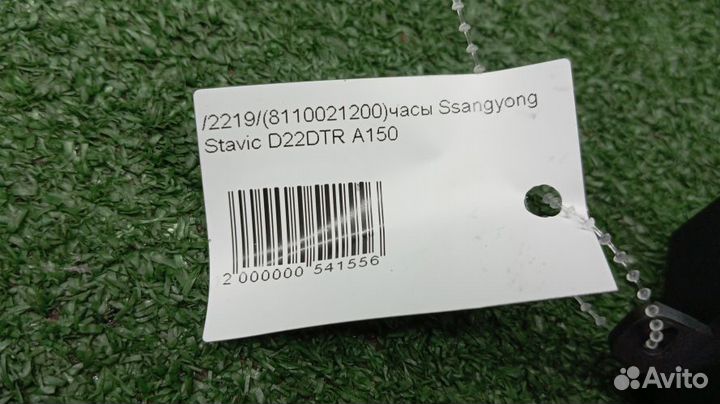 /2219/(8110021200)часы Ssangyong
Stavic D22DTR A150
2 000000 541556
Avito